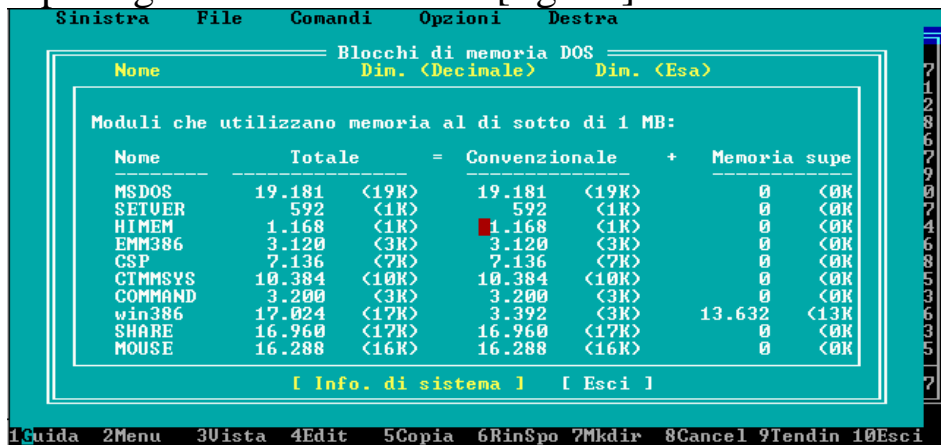 Sinistra File Comandi Opzioni Destra
Blocchi di memoria DOS
Nome Dim. (Decimale) Dim. (Esa)
Moduli che utilizzano memoria al di sotto di 1 MB:
Nome Totale = Convenzionale + Memoria supe
-------- -------------- -------------- --------------
MSDOS 19.181 (19K) 19.181 (19K) 0 (0K
SETVER 592 (1K) 592 (1K) 0 (0K
HIMEM 1.168 (1K) 1.168 (1K) 0 (0K
EMM386 3.120 (3K) 3.120 (3K) 0 (0K
CSP 7.136 (7K) 7.136 (7K) 0 (0K
CTMMSYS 10.384 (10K) 10.384 (10K) 0 (0K
COMMAND 3.200 (3K) 3.200 (3K) 0 (0K
win386 17.024 (17K) 3.392 (3K) 13.632 (13K
SHARE 16.960 (17K) 16.960 (17K) 0 (0K
MOUSE 16.288 (16K) 16.288 (16K) 0 (0K
[ Info. di sistema ] [ Esci ]
1Guida 2Menu 3Vista 4Edit 5Copia 6RinSpo 7Mkdir 8Cancel 9Tendin 10Esci